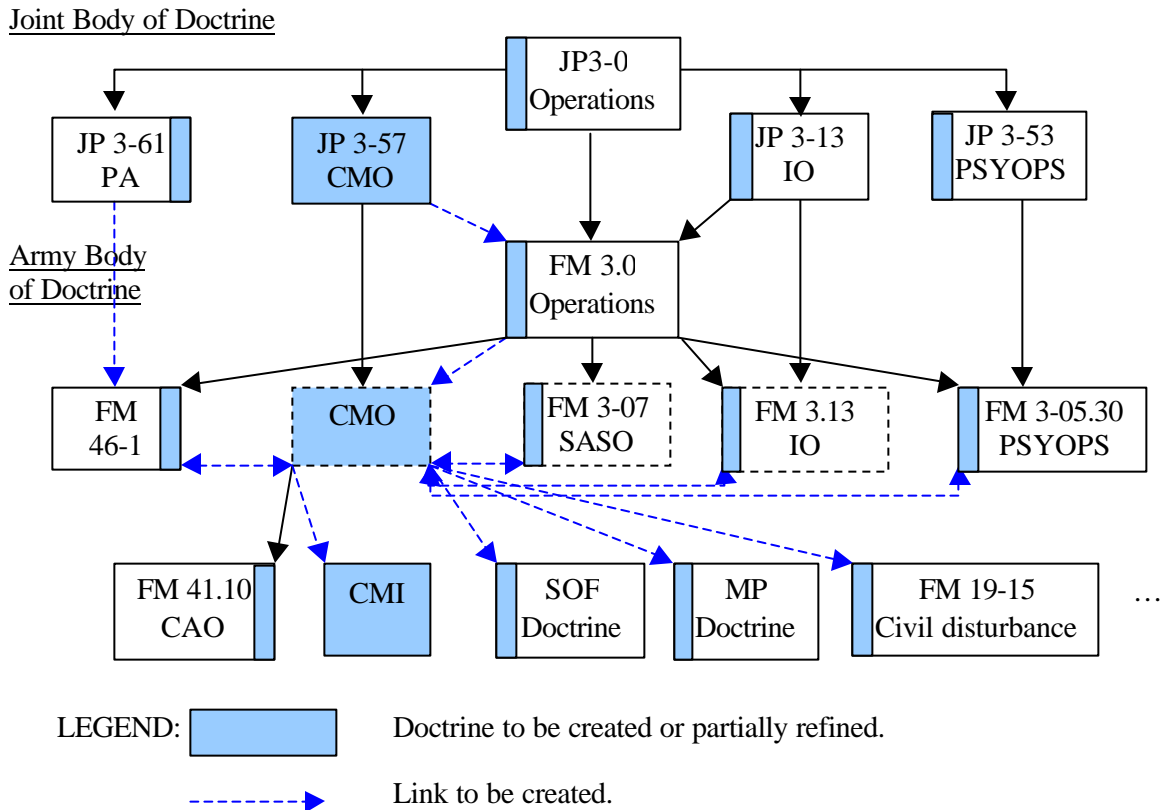 Joint Body of Doctrine
JP3-0
Operations
JP 3-61
PA
JP 3-57
CMO
JP 3-13
IO
JP 3-53
PSYOPS
Army Body
of Doctrine
FM 3.0
Operations
FM
46-1
CMO
FM 3-07
SASO
FM 3.13
IO
FM 3-05.30
PSYOPS
FM 41.10
CAO
CMI
SOF
Doctrine
MP
Doctrine
FM 19-15
Civil disturbance
…
LEGEND:
Doctrine to be created or partially refined.
Link to be created.